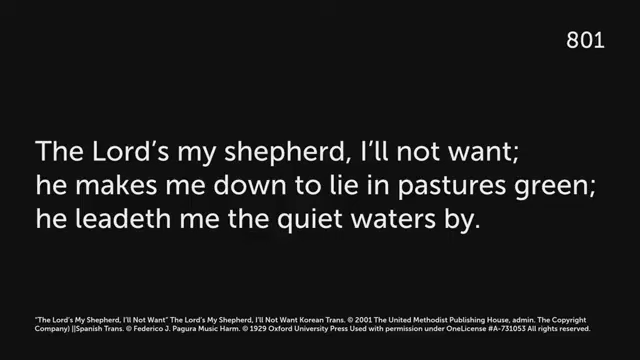 801
The Lord’s my shepherd, I’ll not want;
he makes me down to lie in pastures green;
he leadeth me the quiet waters by.
"The Lord's My Shepherd, I'll Not Want" The Lord's My Shepherd, I'll Not Want Korean Trans. © 2001 The United Methodist Publishing House, admin. The Copyright
Company) ||Spanish Trans. © Federico J. Pagura Music Harm. © 1929 Oxford University Press Used with permission under OneLicense #A-731053 All rights reserved.